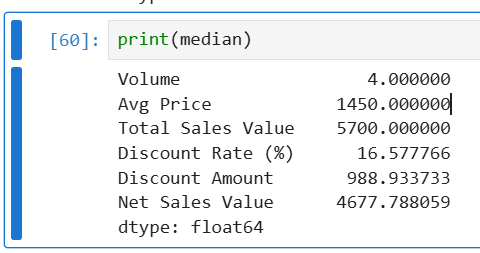 [60]: print(median)
Volume 4.000000
Avg Price 1450.000000
Total Sales Value 5700.000000
Discount Rate (%) 16.577766
Discount Amount 988.933733
Net Sales Value 4677.788059
dtype: float64